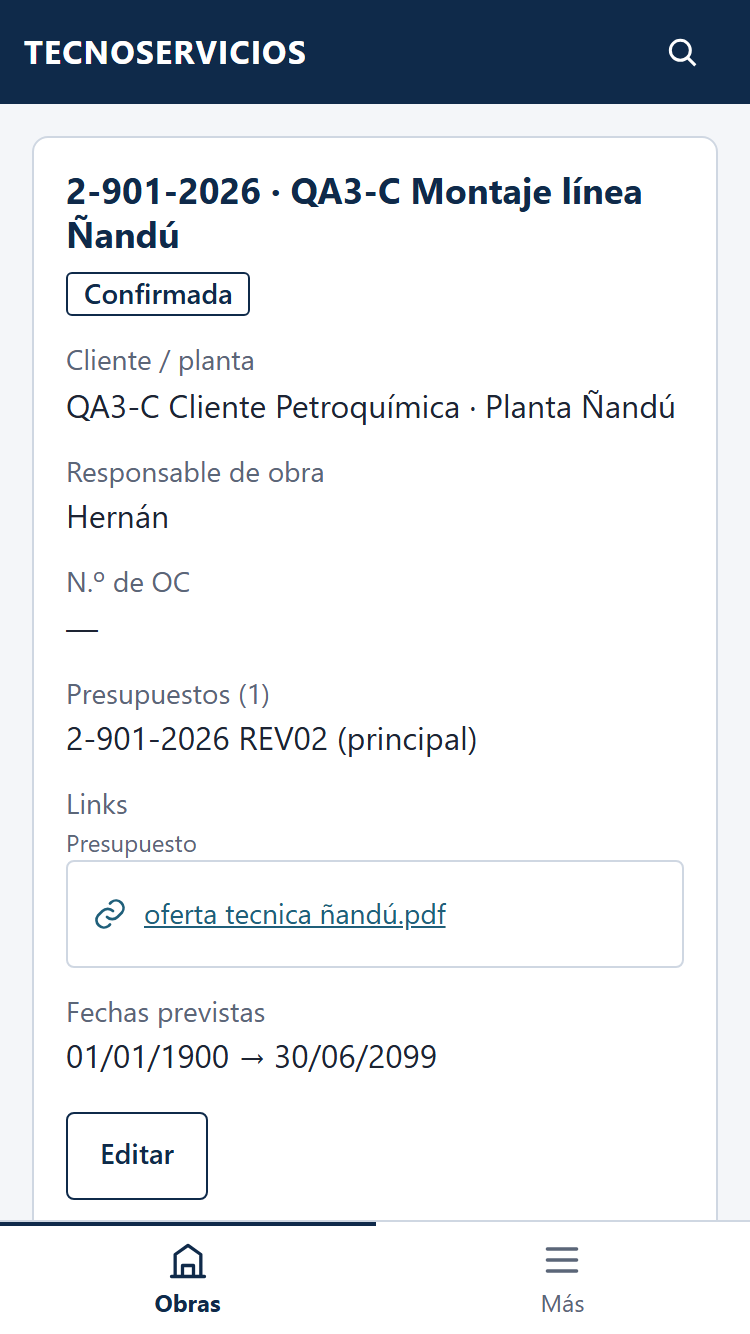 TECNOSERVICIOS
2-901-2026 · QA3-C Montaje línea
Ñandú
Confirmada
Cliente / planta
QA3-C Cliente Petroquímica · Planta Ñandú
Responsable de obra
Hernán
N.º de OC
—
Presupuestos (1)
2-901-2026 REV02 (principal)
Links
Presupuesto
oferta tecnica ñandú.pdf
Fechas previstas
01/01/1900 → 30/06/2099
Editar
Obras
Más